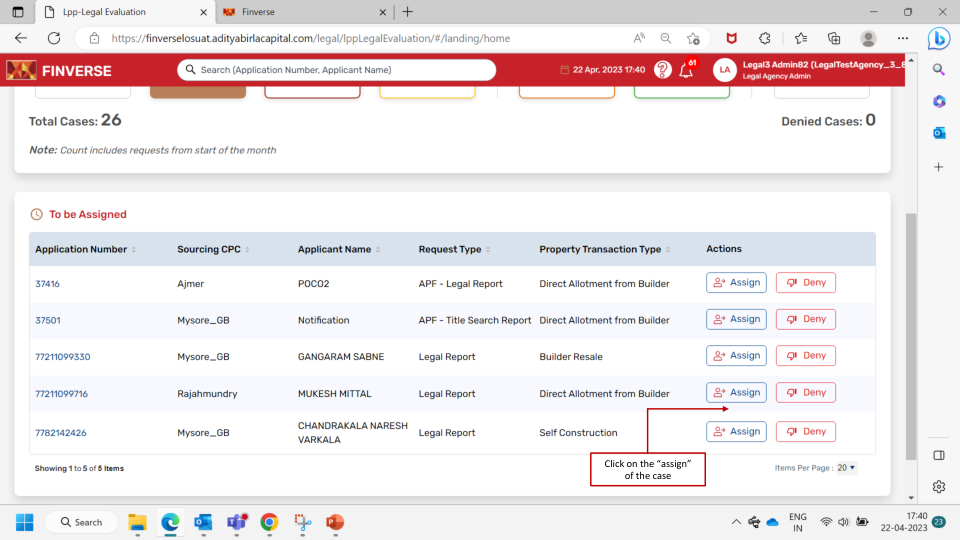 Lpp-Legal Evaluation
Finverse
https://finverselosuat.adityabirlacapital.com/legal/lppLegalEvaluation/#/landing/home
FINVERSE
Search (Application Number, Applicant Name)
22 Apr, 2023 17:40
61
LA
Legal3 Admin82 (LegalTestAgency_3_8
Legal Agency Admin
Total Cases: 26
Denied Cases: 0
Note: Count includes requests from start of the month
To be Assigned
Application Number Sourcing CPC Applicant Name Request Type Property Transaction Type Actions
37416 Ajmer POCO2 APF - Legal Report Direct Allotment from Builder Assign Deny
37501 Mysore_GB Notification APF - Title Search Report Direct Allotment from Builder Assign Deny
77211099330 Mysore_GB GANGARAM SABNE Legal Report Builder Resale Assign Deny
77211099716 Rajahmundry MUKESH MITTAL Legal Report Direct Allotment from Builder Assign Deny
7782142426 Mysore_GB CHANDRAKALA NARESH VARKALA Legal Report Self Construction Assign Deny
Click on the “assign”
of the case
Showing 1 to 5 of 5 Items
Items Per Page : 20
Search
ENG
IN
17:40
22-04-2023
23